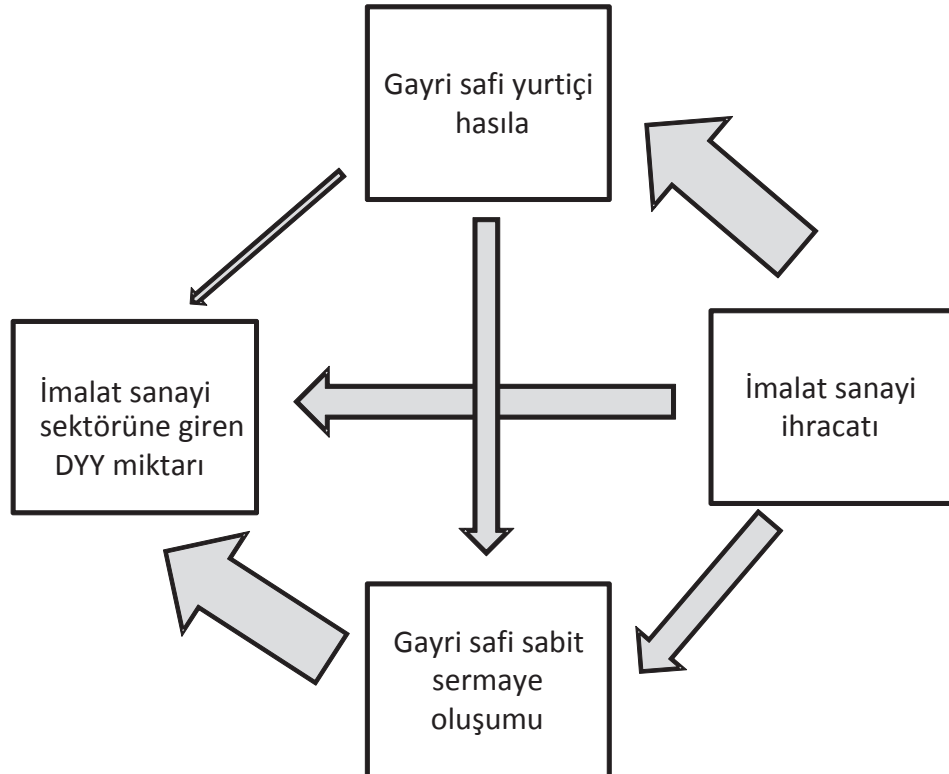 Gayri safi yurtiçi
hasıla
İmalat sanayi
sektörüne giren
DYY miktarı
İmalat sanayi
ihracatı
Gayri safi sabit
sermaye
oluşumu